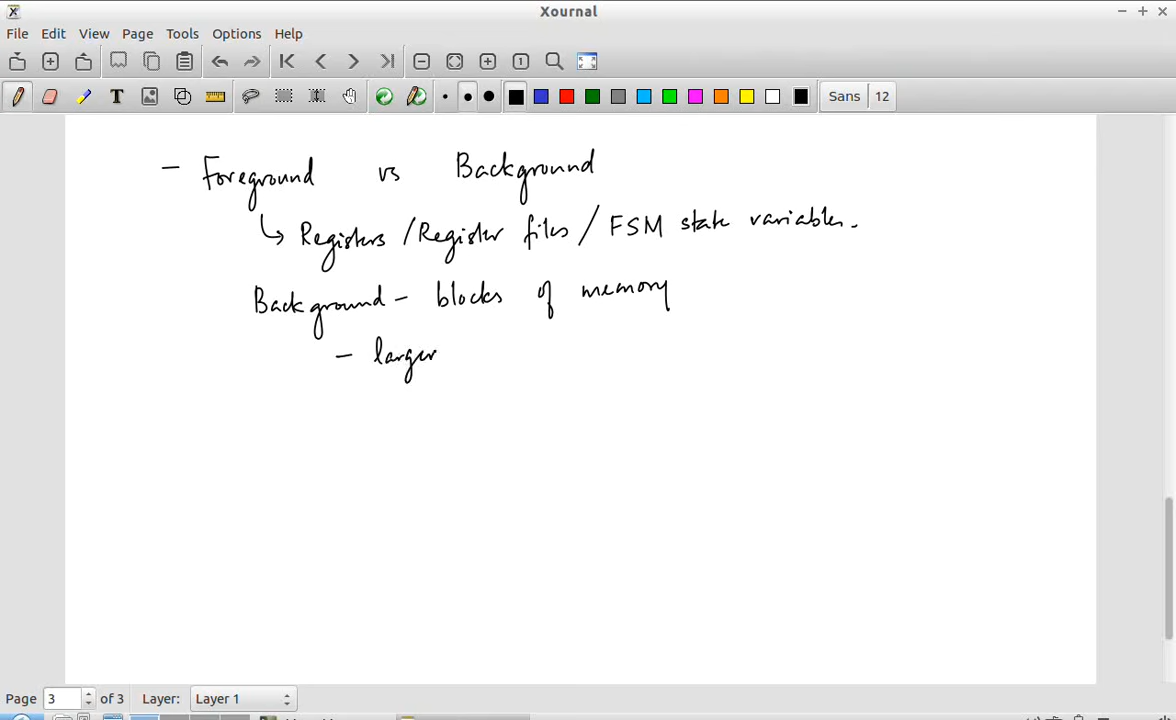 Xournal
File Edit View Page Tools Options Help
Sans 12
- Foreground vs Background
↳ Registers / Register files / FSM state variables.
Background - blocks of memory
- larger
Page 3 of 3 Layer: Layer 1